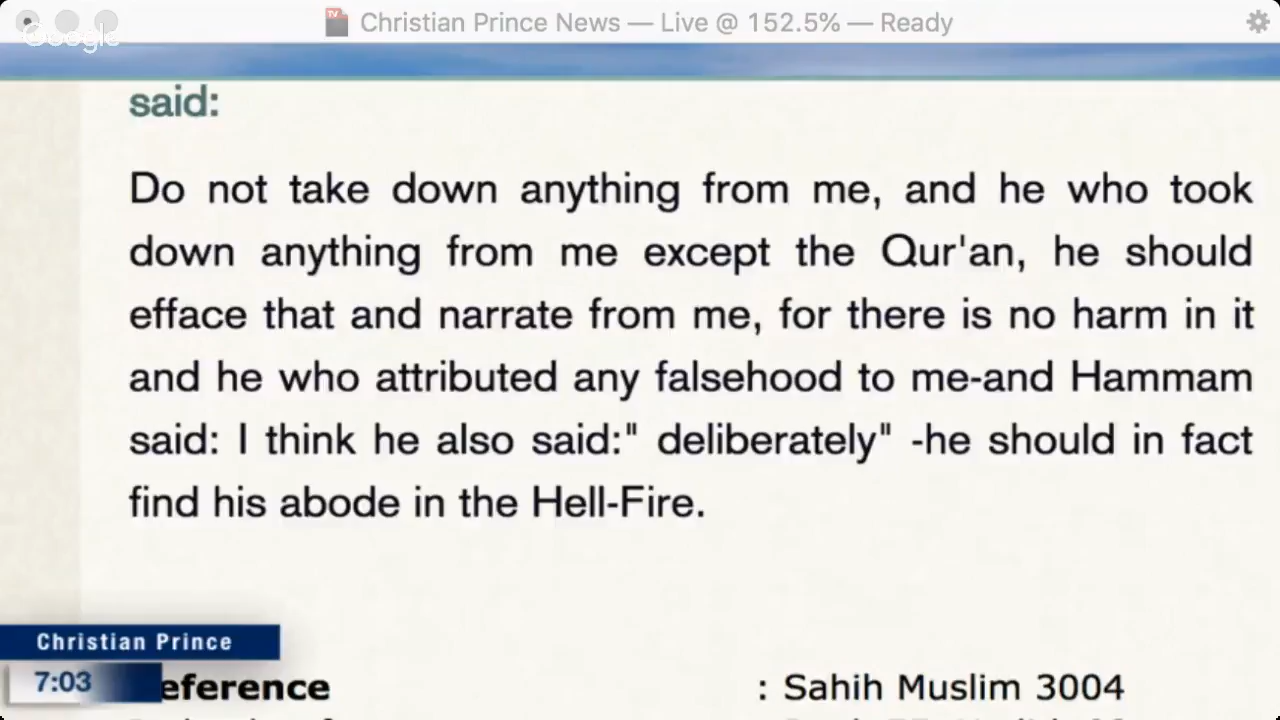 Christian Prince News — Live @ 152.5% — Ready
Google
said:
Do not take down anything from me, and he who took
down anything from me except the Qur'an, he should
efface that and narrate from me, for there is no harm in it
and he who attributed any falsehood to me-and Hammam
said: I think he also said:" deliberately" -he should in fact
find his abode in the Hell-Fire.
Christian Prince
7:03
eference : Sahih Muslim 3004